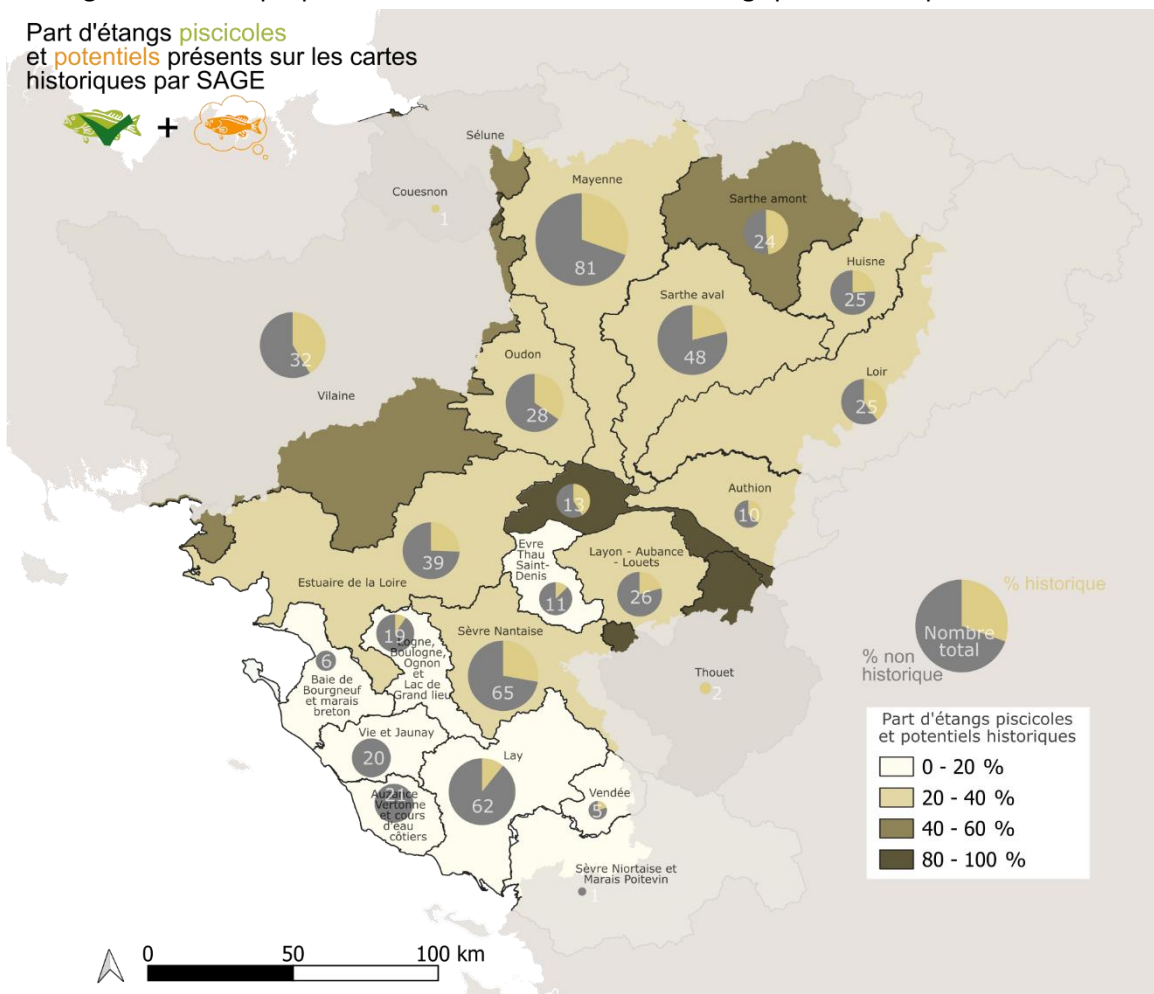 Part d'étangs piscicoles
et potentiels présents sur les cartes
historiques par SAGE
+
Sélune
Mayenne
Couesnon
1
Sarthe amont
24
Huisne
25
81
Sarthe aval
48
32
Vilaine
Oudon
28
Loir
25
13
Authion
10
39
Estuaire de la Loire
Evre
Thau
Saint-
Denis
11
Layon - Aubance
- Louets
26
19
Logne,
Boulogne,
Ognon
et
Lac de
Grand lieu
Sèvre Nantaise
65
6
Baie de
Bourgneuf
et marais
breton
Thouet
2
Vie et Jaunay
20
Lay
62
21
Auzance
Vertonne
et cours
d'eau
côtiers
Vendée
5
Sèvre Niortaise et
Marais Poitevin
1
% historique
Nombre
total
% non
historique
Part d'étangs piscicoles
et potentiels historiques
0 - 20 %
20 - 40 %
40 - 60 %
80 - 100 %
0 50 100 km